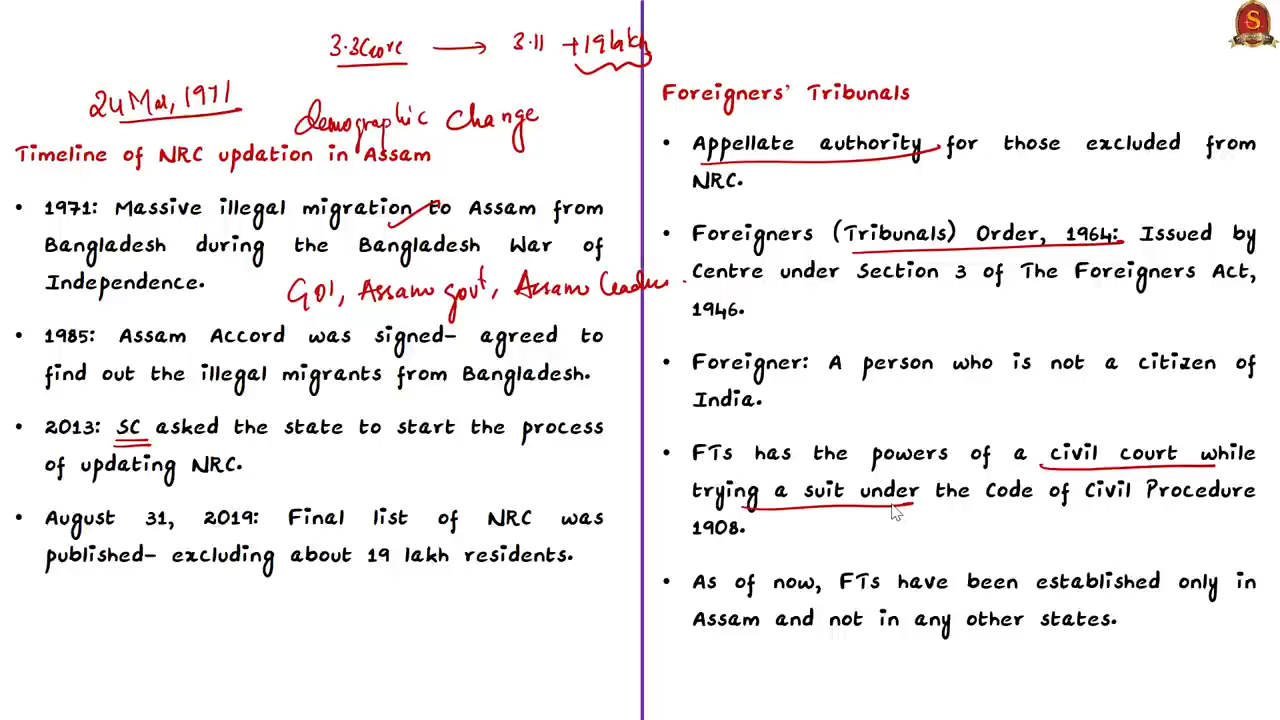 3.3 Crore → 3.11 + 19 lakh
24 Mar, 1971
demographic change
Timeline of NRC updation in Assam
• 1971: Massive illegal migration to Assam from
Bangladesh during the Bangladesh War of
Independence.
GOI, Assam govt, Assam leaders.
• 1985: Assam Accord was signed- agreed to
find out the illegal migrants from Bangladesh.
• 2013: SC asked the state to start the process
of updating NRC.
• August 31, 2019: Final list of NRC was
published- excluding about 19 lakh residents.
S
Foreigners' Tribunals
• Appellate authority for those excluded from
NRC.
• Foreigners (Tribunals) Order, 1964: Issued by
Centre under Section 3 of The Foreigners Act,
1946.
• Foreigner: A person who is not a citizen of
India.
• FTs has the powers of a civil court while
trying a suit under the Code of Civil Procedure
1908.
• As of now, FTs have been established only in
Assam and not in any other states.